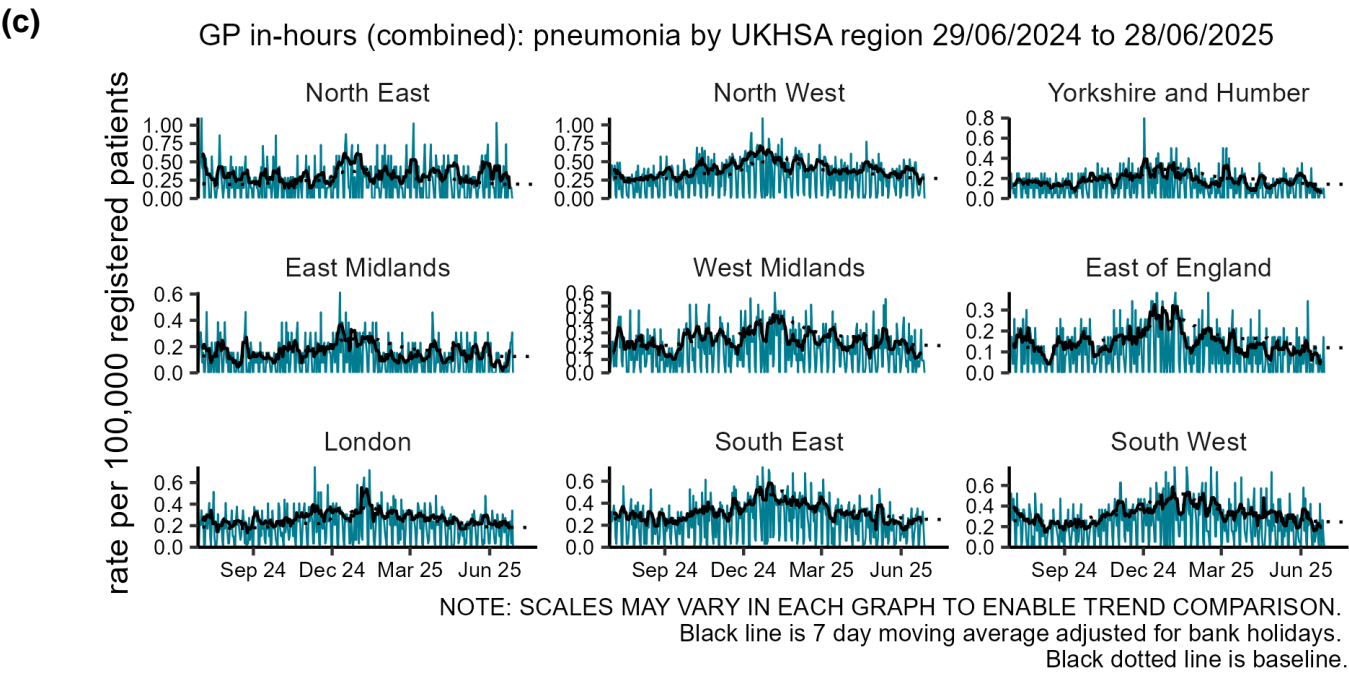 (c)
GP in-hours (combined): pneumonia by UKHSA region 29/06/2024 to 28/06/2025
rate per 100,000 registered patients
North East
1.00
0.75
0.50
0.25
0.00
North West
1.00
0.75
0.50
0.25
0.00
Yorkshire and Humber
0.8
0.6
0.4
0.2
0.0
East Midlands
0.6
0.4
0.2
0.0
West Midlands
0.6
0.5
0.4
0.3
0.2
0.1
0.0
East of England
0.3
0.2
0.1
0.0
London
0.6
0.4
0.2
0.0
Sep 24 Dec 24 Mar 25 Jun 25
South East
0.6
0.4
0.2
0.0
Sep 24 Dec 24 Mar 25 Jun 25
South West
0.6
0.4
0.2
0.0
Sep 24 Dec 24 Mar 25 Jun 25
NOTE: SCALES MAY VARY IN EACH GRAPH TO ENABLE TREND COMPARISON.
Black line is 7 day moving average adjusted for bank holidays.
Black dotted line is baseline.